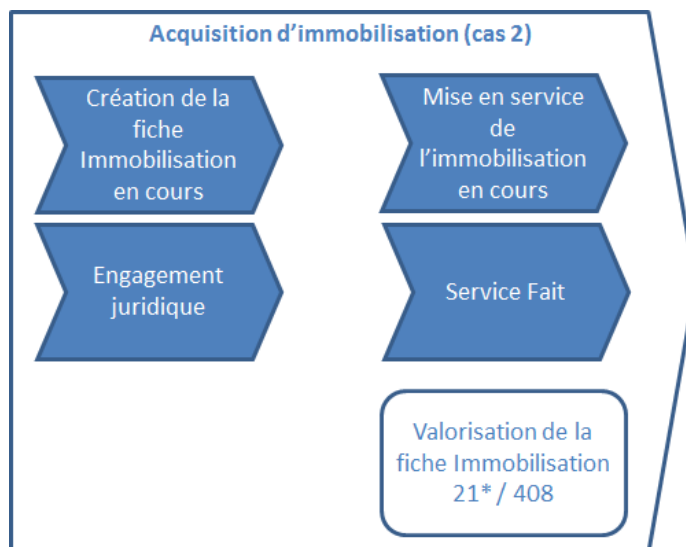 Acquisition d’immobilisation (cas 2)
Création de la
fiche
Immobilisation
en cours
Mise en service
de
l’immobilisation
en cours
Engagement
juridique
Service Fait
Valorisation de la
fiche Immobilisation
21* / 408